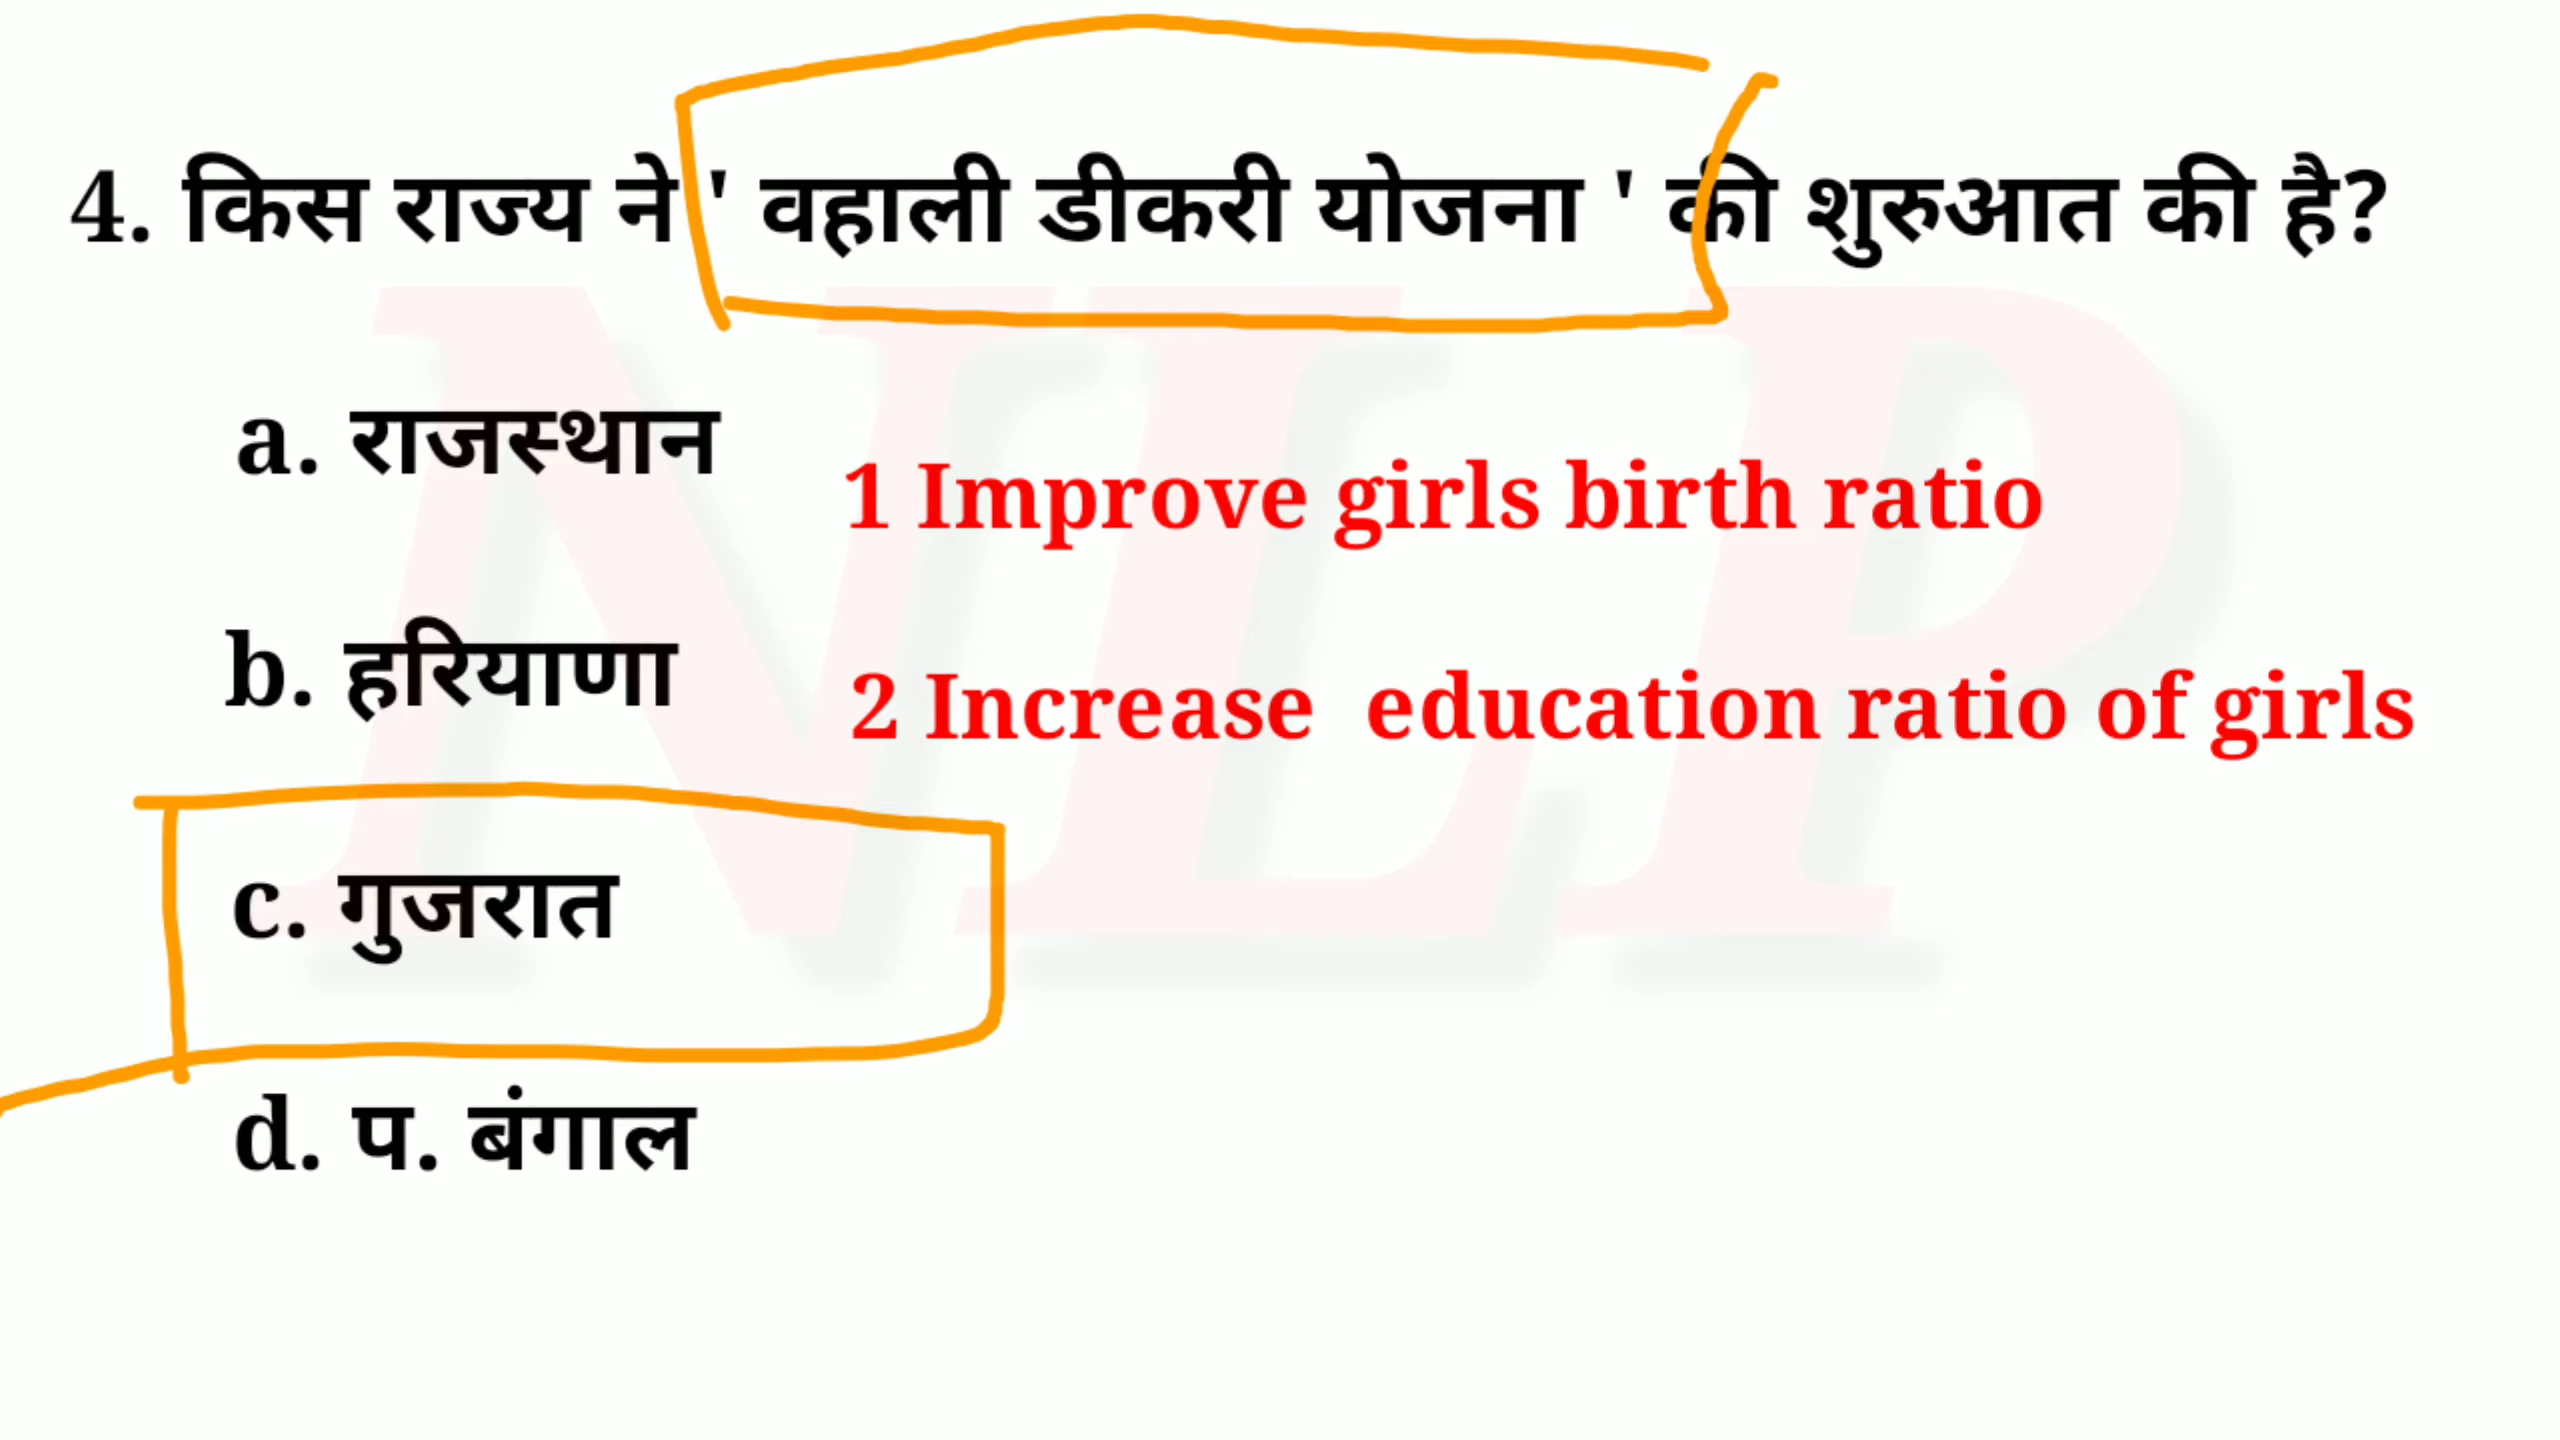 4. किस राज्य ने ' वहाली डीकरी योजना ' की शुरुआत की है?
a. राजस्थान
1 Improve girls birth ratio
b. हरियाणा
2 Increase education ratio of girls
c. गुजरात
d. प. बंगाल
NLP